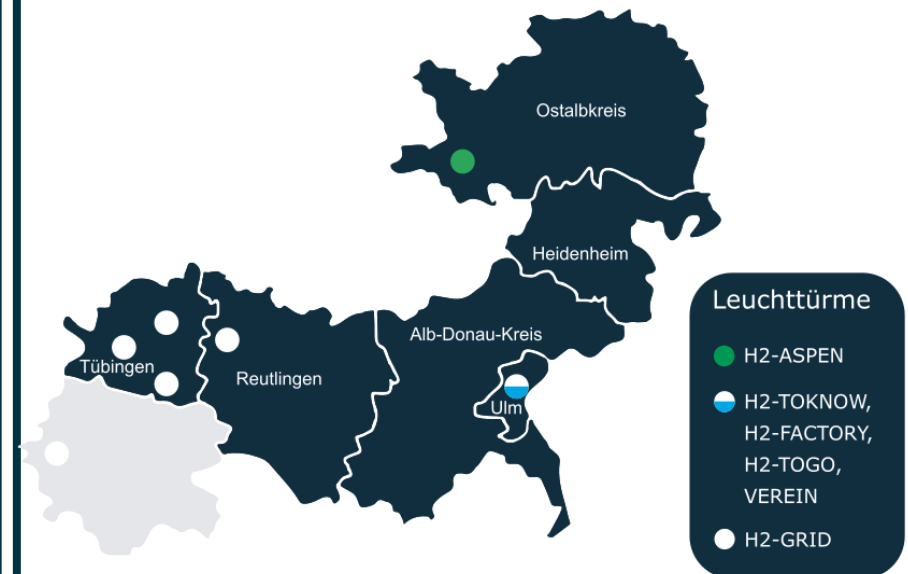 Ostalbkreis
Heidenheim
Alb-Donau-Kreis
Tübingen
Reutlingen
Ulm
Leuchttürme
H2-ASPEN
H2-TOKNOW,
H2-FACTORY,
H2-TOGO,
VEREIN
H2-GRID